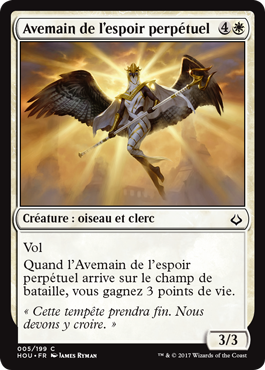 Avemain de l'espoir perpétuel 4
Créature : oiseau et clerc
Vol
Quand l'Avemain de l'espoir
perpétuel arrive sur le champ de
bataille, vous gagnez 3 points de vie.
« Cette tempête prendra fin. Nous
devons y croire. »
3/3
005/199 C
HOU • FR James Ryman
™ & © 2017 Wizards of the Coast